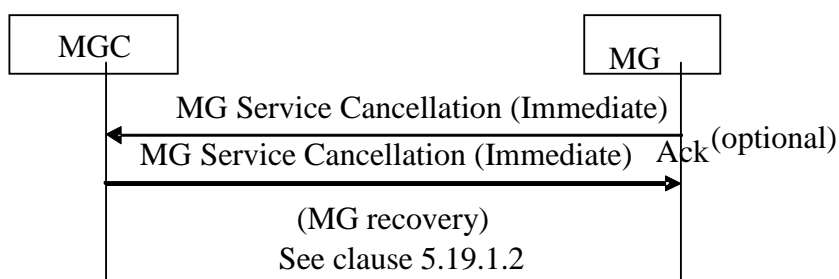 MGC
MG
MG Service Cancellation (Immediate)
MG Service Cancellation (Immediate) Ack (optional)
(MG recovery)
See clause 5.19.1.2